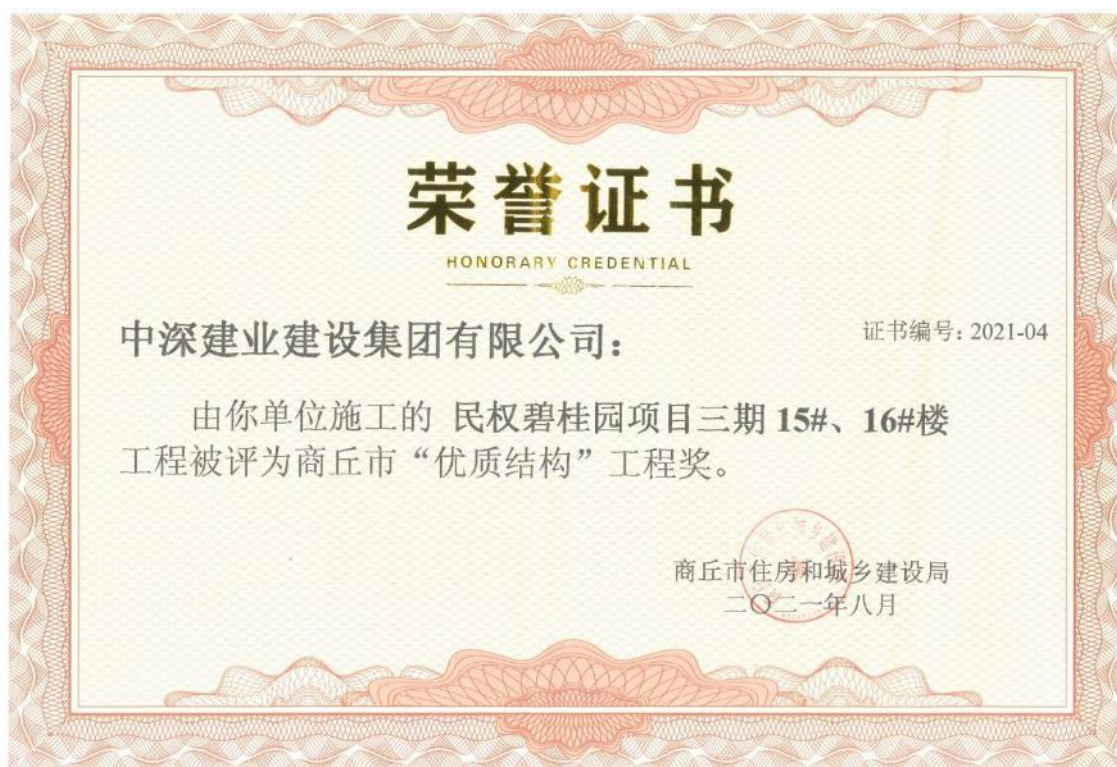 荣誉证书
HONORARY CREDENTIAL
中深建业建设集团有限公司：
证书编号：2021-04
由你单位施工的 民权碧桂园项目三期 15#、16#楼
工程被评为商丘市“优质结构”工程奖。
商丘市住房和城乡建设局
二〇二一年八月